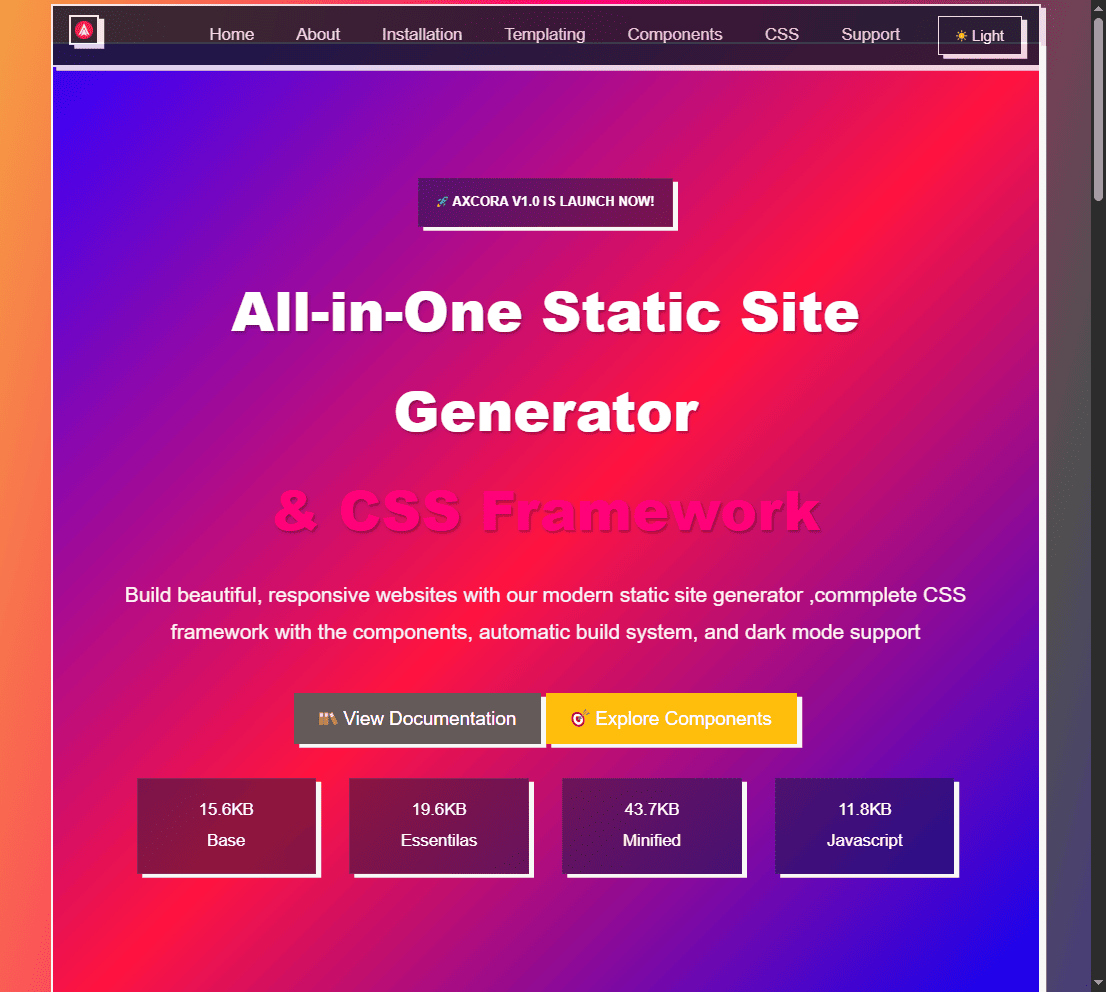 Home About Installation Templating Components CSS Support Light
AXCORA V1.0 IS LAUNCH NOW!
All-in-One Static Site
Generator
& CSS Framework
Build beautiful, responsive websites with our modern static site generator ,commplete CSS
framework with the components, automatic build system, and dark mode support
View Documentation Explore Components
15.6KB 19.6KB 43.7KB 11.8KB
Base Essentilas Minified Javascript